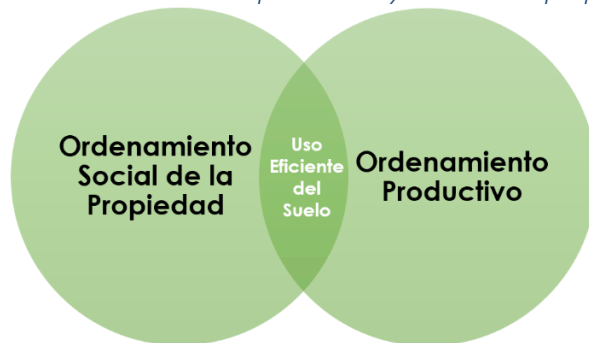 Ordenamiento
Social de la
Propiedad
Uso
Eficiente
del
Suelo
Ordenamiento
Productivo